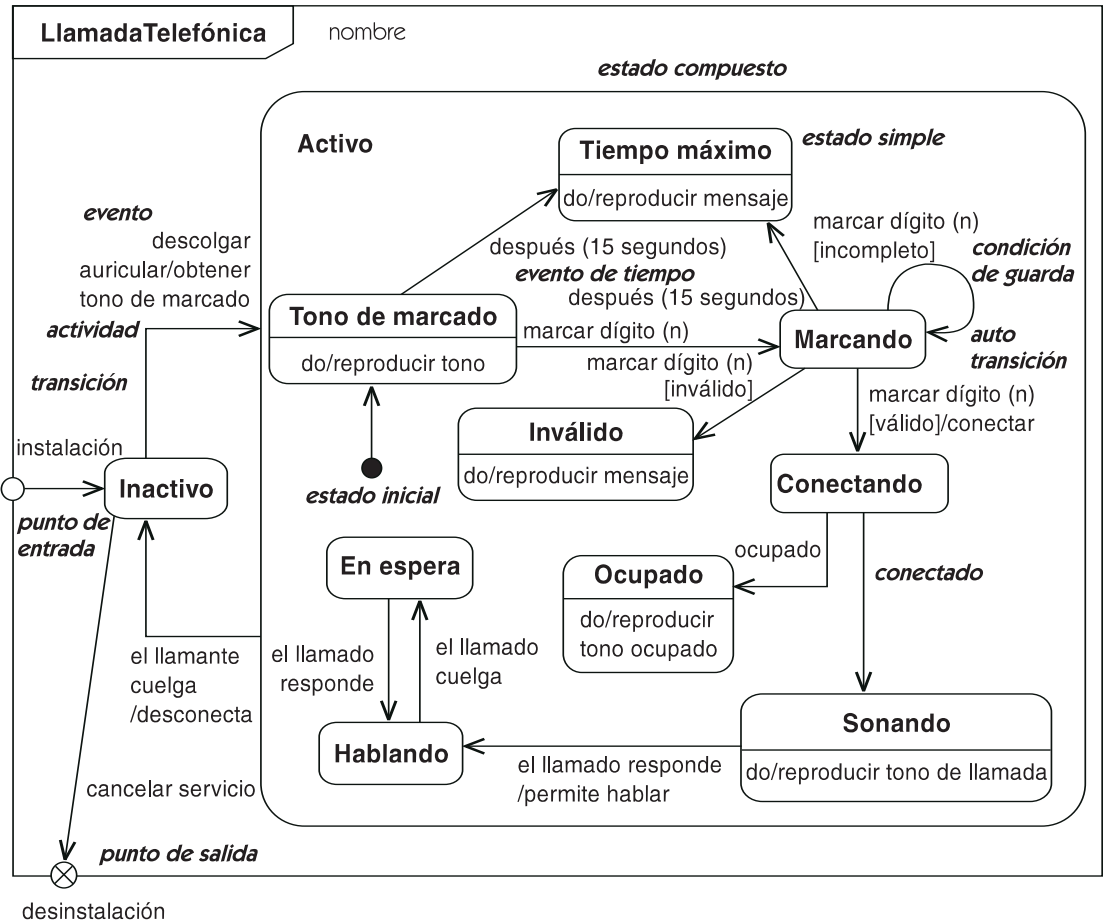 LlamadaTelefónica
nombre
estado compuesto
Activo
Tiempo máximo
do/reproducir mensaje
estado simple
evento
descolgar
auricular/obtener
tono de marcado
actividad
transición
después (15 segundos)
evento de tiempo
después (15 segundos)
marcar dígito (n)
[incompleto]
condición
de guarda
Tono de marcado
do/reproducir tono
marcar dígito (n)
Marcando
auto
transición
marcar dígito (n)
[inválido]
marcar dígito (n)
[válido]/conectar
Inválido
do/reproducir mensaje
estado inicial
instalación
Inactivo
punto de
entrada
Conectando
En espera
ocupado
Ocupado
do/reproducir
tono ocupado
conectado
el llamante
cuelga
/desconecta
el llamado
responde
el llamado
cuelga
Hablando
Sonando
do/reproducir tono de llamada
el llamado responde
/permite hablar
cancelar servicio
punto de salida
desinstalación